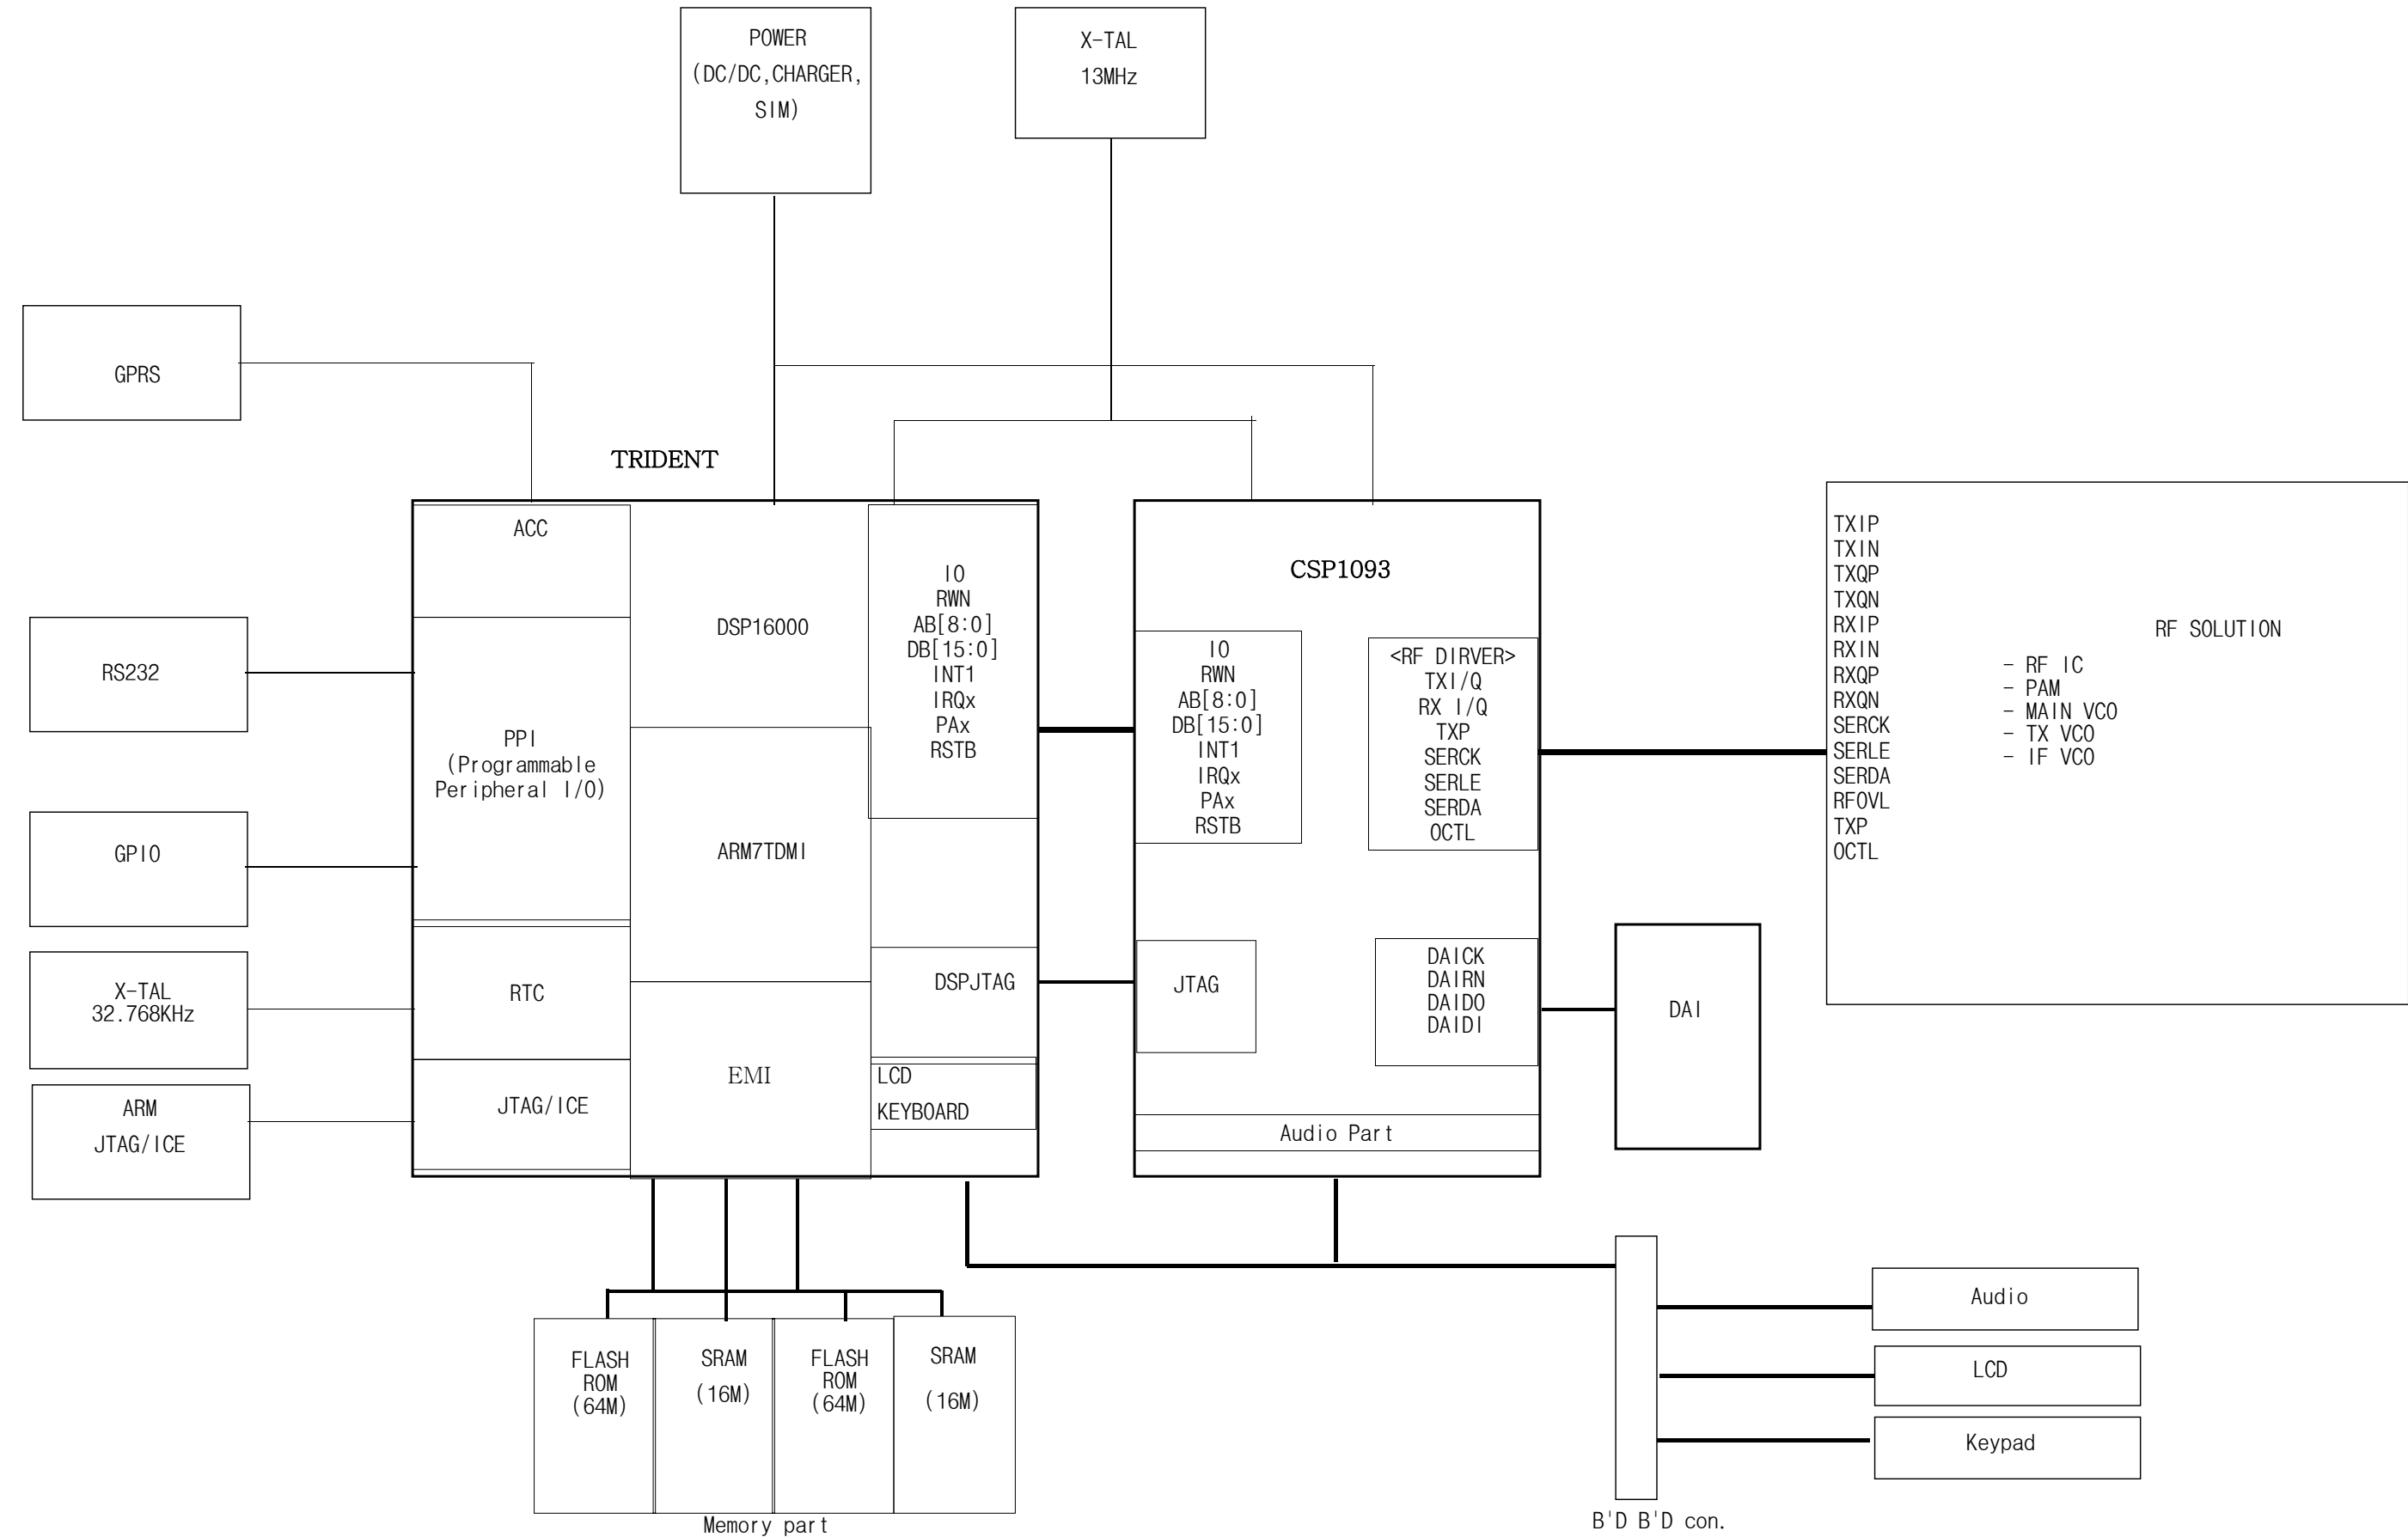 POWER
(DC/DC,CHARGER,
SIM)
X-TAL
13MHz
GPRS
TRIDENT
ACC
DSP16000
IO
RWN
AB[8:0]
DB[15:0]
INT1
IRQx
PAx
RSTB
CSP1093
IO
RWN
AB[8:0]
DB[15:0]
INT1
IRQx
PAx
RSTB
<RF DIRVER>
TXI/Q
RX I/Q
TXP
SERCK
SERLE
SERDA
OCTL
TXIP
TXIN
TXQP
TXQN
RXIP
RXIN
RXQP
RXQN
SERCK
SERLE
SERDA
RFOVL
TXP
OCTL
RF SOLUTION
- RF IC
- PAM
- MAIN VCO
- TX VCO
- IF VCO
RS232
PPI
(Programmable
Peripheral I/O)
GPIO
ARM7TDMI
X-TAL
32.768KHz
RTC
DSPJTAG
JTAG
DAICK
DAIRN
DAIDO
DAIDI
DAI
ARM
JTAG/ICE
JTAG/ICE
EMI
LCD
KEYBOARD
Audio Part
FLASH
ROM
(64M)
SRAM
(16M)
FLASH
ROM
(64M)
SRAM
(16M)
Memory part
Audio
LCD
Keypad
B'D B'D con.